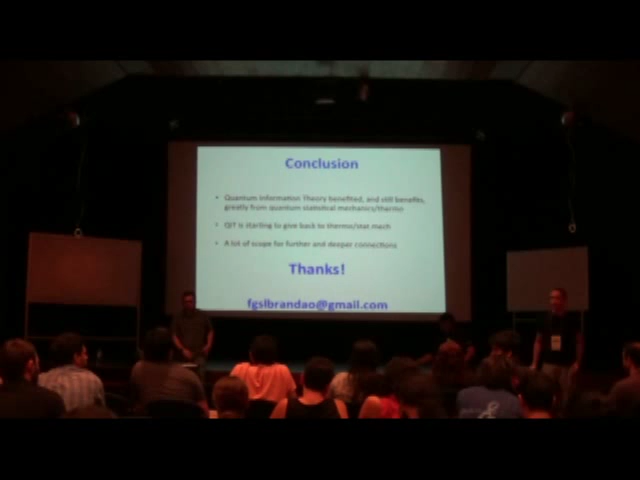 Conclusion
• Quantum Information Theory benefited, and still benefits,
greatly from quantum statistical mechanics/thermo
• QIT is starting to give back to thermo/stat mech
• A lot of scope for further and deeper connections
Thanks!
fgslbrandao@gmail.com